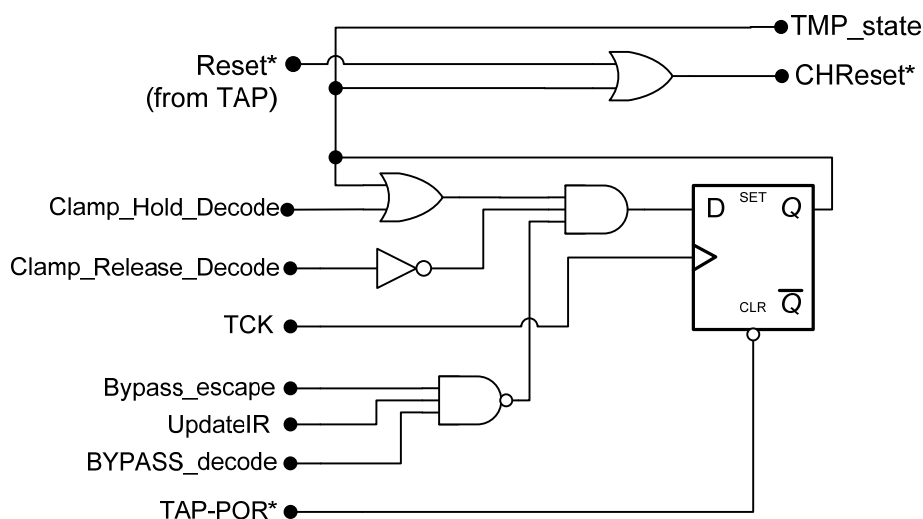 TMP_state
Reset*
(from TAP)
CHReset*
Clamp_Hold_Decode
D
SET
Q
Clamp_Release_Decode
CLR
Q
TCK
Bypass_escape
UpdateIR
BYPASS_decode
TAP-POR*